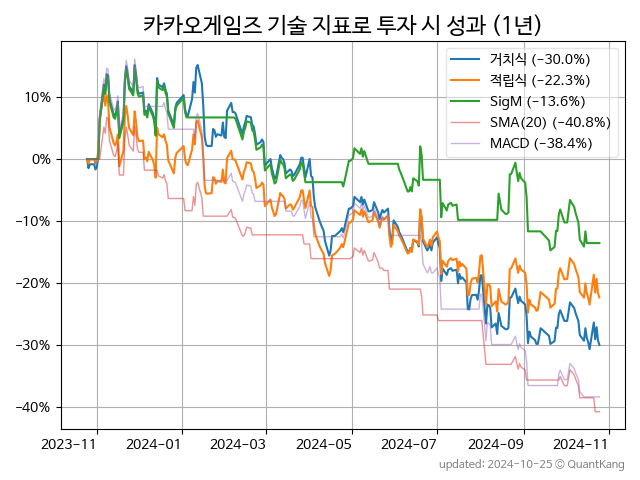 카카오게임즈 기술 지표로 투자 시 성과 (1년)
거치식 (−30.0%)
적립식 (−22.3%)
SigM (−13.6%)
SMA(20) (−40.8%)
MACD (−38.4%)
10%
0%
−10%
−20%
−30%
−40%
2023−11
2024−01
2024−03
2024−05
2024−07
2024−09
2024−11
updated: 2024-10-25 © QuantKang